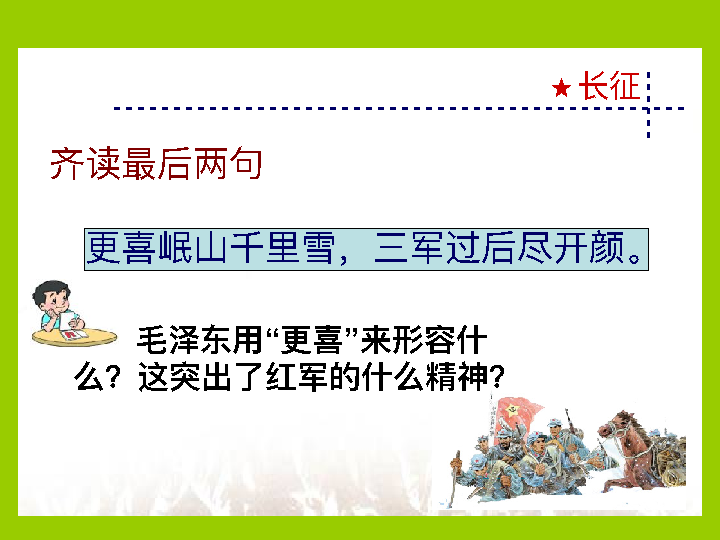 ★长征
齐读最后两句
更喜岷山千里雪，三军过后尽开颜。
毛泽东用“更喜”来形容什
么？这突出了红军的什么精神？